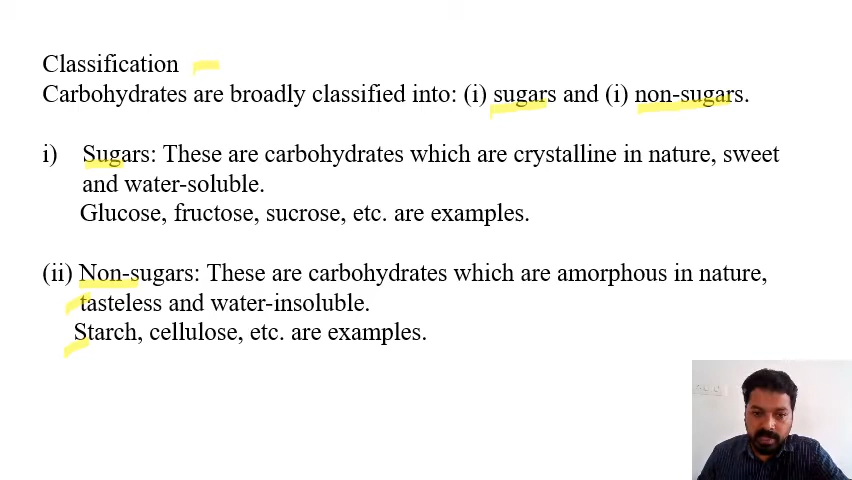 Classification
Carbohydrates are broadly classified into: (i) sugars and (i) non-sugars.
i) Sugars: These are carbohydrates which are crystalline in nature, sweet
and water-soluble.
Glucose, fructose, sucrose, etc. are examples.
(ii) Non-sugars: These are carbohydrates which are amorphous in nature,
tasteless and water-insoluble.
Starch, cellulose, etc. are examples.